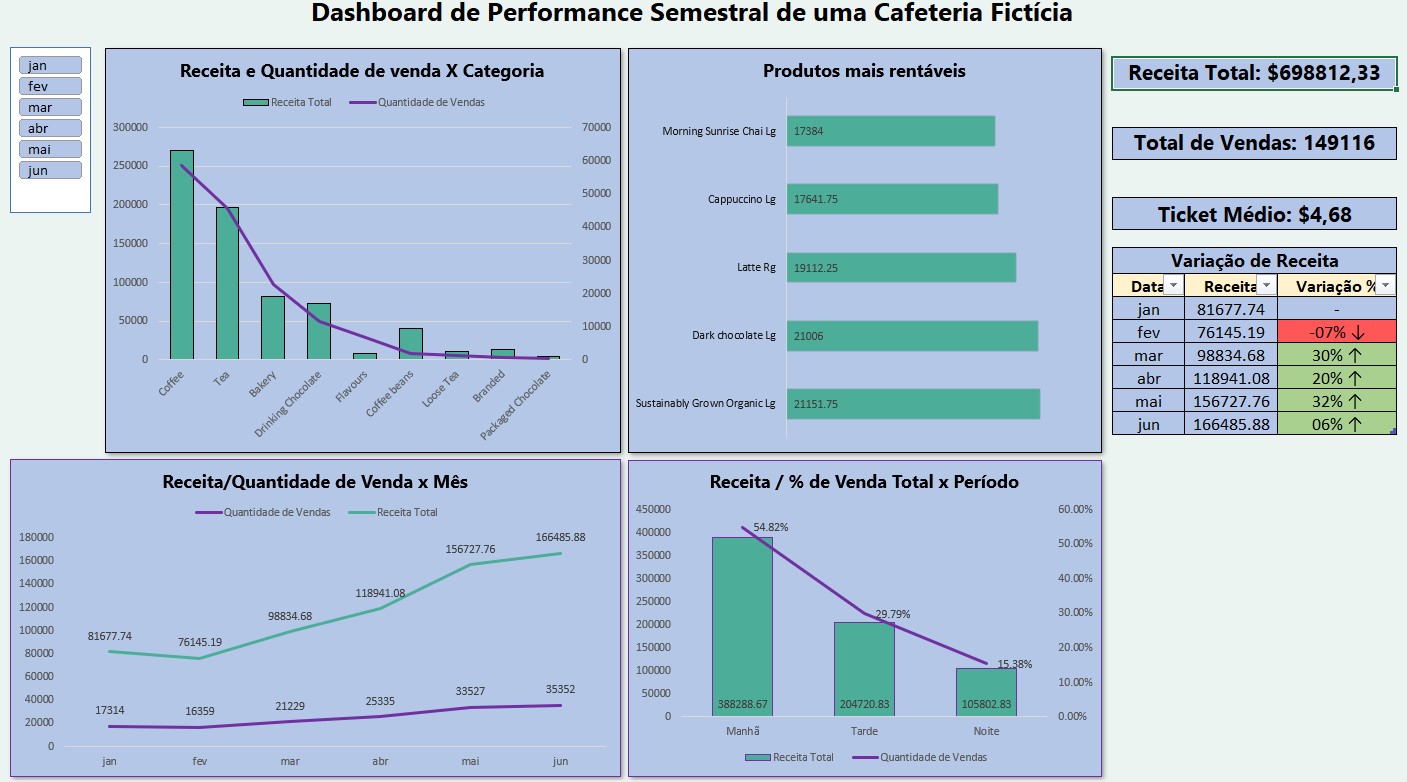 Dashboard de Performance Semestral de uma Cafeteria Fictícia
jan
fev
mar
abr
mai
jun
Receita e Quantidade de venda X Categoria
Receita Total
Quantidade de Vendas
300000
250000
200000
150000
100000
50000
0
70000
60000
50000
40000
30000
20000
10000
0
Coffee
Tea
Bakery
Drinking Chocolate
Flavours
Coffee beans
Loose Tea
Branded
Packaged Chocolate
Produtos mais rentáveis
Morning Sunrise Chai Lg 17384
Cappuccino Lg 17641.75
Latte Rg 19112.25
Dark chocolate Lg 21006
Sustainably Grown Organic Lg 21151.75
Receita Total: $698812,33
Total de Vendas: 149116
Ticket Médio: $4,68
Variação de Receita
Data Receita Variação %
jan 81677.74 -
fev 76145.19 -07% ↓
mar 98834.68 30% ↑
abr 118941.08 20% ↑
mai 156727.76 32% ↑
jun 166485.88 06% ↑
Receita/Quantidade de Venda x Mês
Quantidade de Vendas
Receita Total
180000
160000
140000
120000
100000
80000
60000
40000
20000
0
81677.74
76145.19
98834.68
118941.08
156727.76
166485.88
17314
16359
21229
25335
33527
35352
jan
fev
mar
abr
mai
jun
Receita / % de Venda Total x Período
450000
400000
350000
300000
250000
200000
150000
100000
50000
0
60.00%
50.00%
40.00%
30.00%
20.00%
10.00%
0.00%
54.82%
29.79%
15.38%
388288.67
204720.83
105802.83
Manhã
Tarde
Noite
Receita Total
Quantidade de Vendas